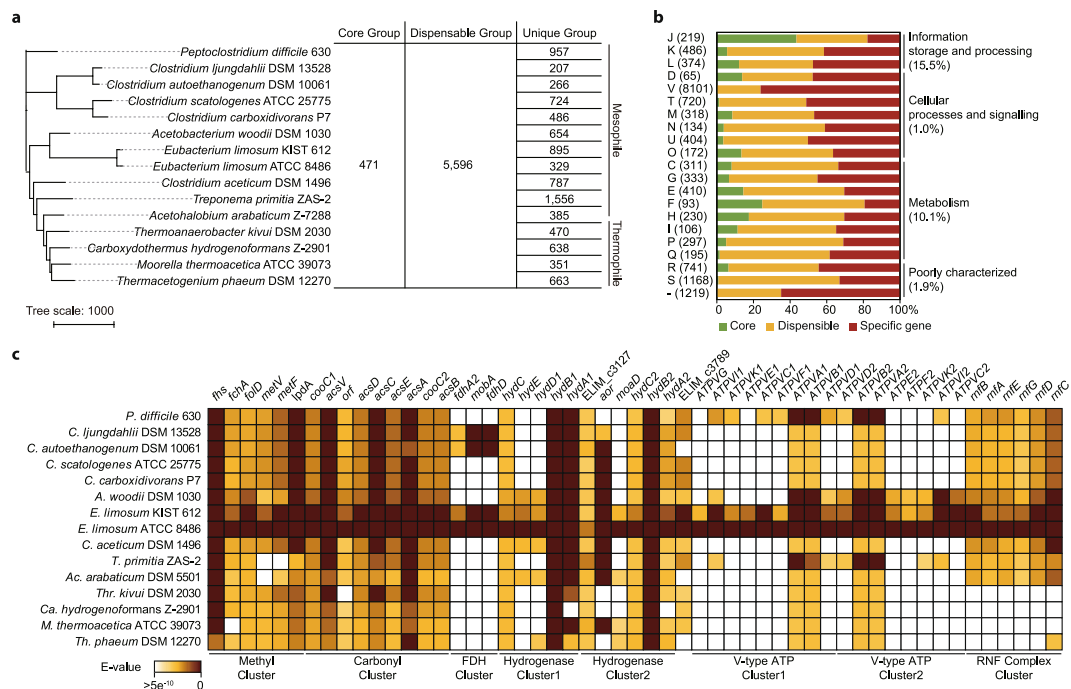 a
Core Group Dispensable Group Unique Group
Peptoclostridium difficile 630 957
Clostridium ljungdahlii DSM 13528 207
Clostridium autoethanogenum DSM 10061 266
Clostridium scatologenes ATCC 25775 724
Clostridium carboxidivorans P7 486
Acetobacterium woodii DSM 1030 654
Eubacterium limosum KIST 612 895
Eubacterium limosum ATCC 8486 471 5,596 329
Clostridium aceticum DSM 1496 787
Treponema primitia ZAS-2 1,556
Acetohalobium arabaticum Z-7288 385
Thermoanaerobacter kivui DSM 2030 470
Carboxydothermus hydrogenoformans Z-2901 638
Moorella thermoacetica ATCC 39073 351
Thermacetogenium phaeum DSM 12270 663
Mesophile
Thermophile
Tree scale: 1000
b
J (219)
K (486)
L (374)
D (65)
V (8101)
T (720)
M (318)
N (134)
U (404)
O (172)
C (311)
G (333)
E (410)
F (93)
H (230)
I (106)
P (297)
Q (195)
R (741)
S (1168)
- (1219)
Information
storage and processing
(15.5%)
Cellular
processes and signalling
(1.0%)
Metabolism
(10.1%)
Poorly characterized
(1.9%)
0 20 40 60 80 100%
Core Dispensible Specific gene
c
fhs fchA folD metV metF lpdA cooC1 acsV orf acsD acsC acsE acsA cooC2 acsB fdhA2 mobA fdhD hydC hydE hydD1 hydB1 hydA1 ELIM_c3127 aor moaD hydC2 hydB2 hydA2 ELIM_c3789 ATPVG ATPVI1 ATPVK1 ATPVE1 ATPVC1 ATPVF1 ATPVA1 ATPVB1 ATPVD1 ATPVD2 ATPVB2 ATPVA2 ATPE2 ATPF2 ATPVK2 ATPVI2 ATPVC2 rnfB rnfA rnfE rnfG rnfD rnfC
P. difficile 630
C. ljungdahlii DSM 13528
C. autoethanogenum DSM 10061
C. scatologenes ATCC 25775
C. carboxidivorans P7
A. woodii DSM 1030
E. limosum KIST 612
E. limosum ATCC 8486
C. aceticum DSM 1496
T. primitia ZAS-2
Ac. arabaticum DSM 5501
Thr. kivui DSM 2030
Ca. hydrogenoformans Z-2901
M. thermoacetica ATCC 39073
Th. phaeum DSM 12270
E-value
>5e-10 0
Methyl
Cluster
Carbonyl
Cluster
FDH
Cluster
Hydrogenase
Cluster1
Hydrogenase
Cluster2
V-type ATP
Cluster1
V-type ATP
Cluster2
RNF Complex
Cluster